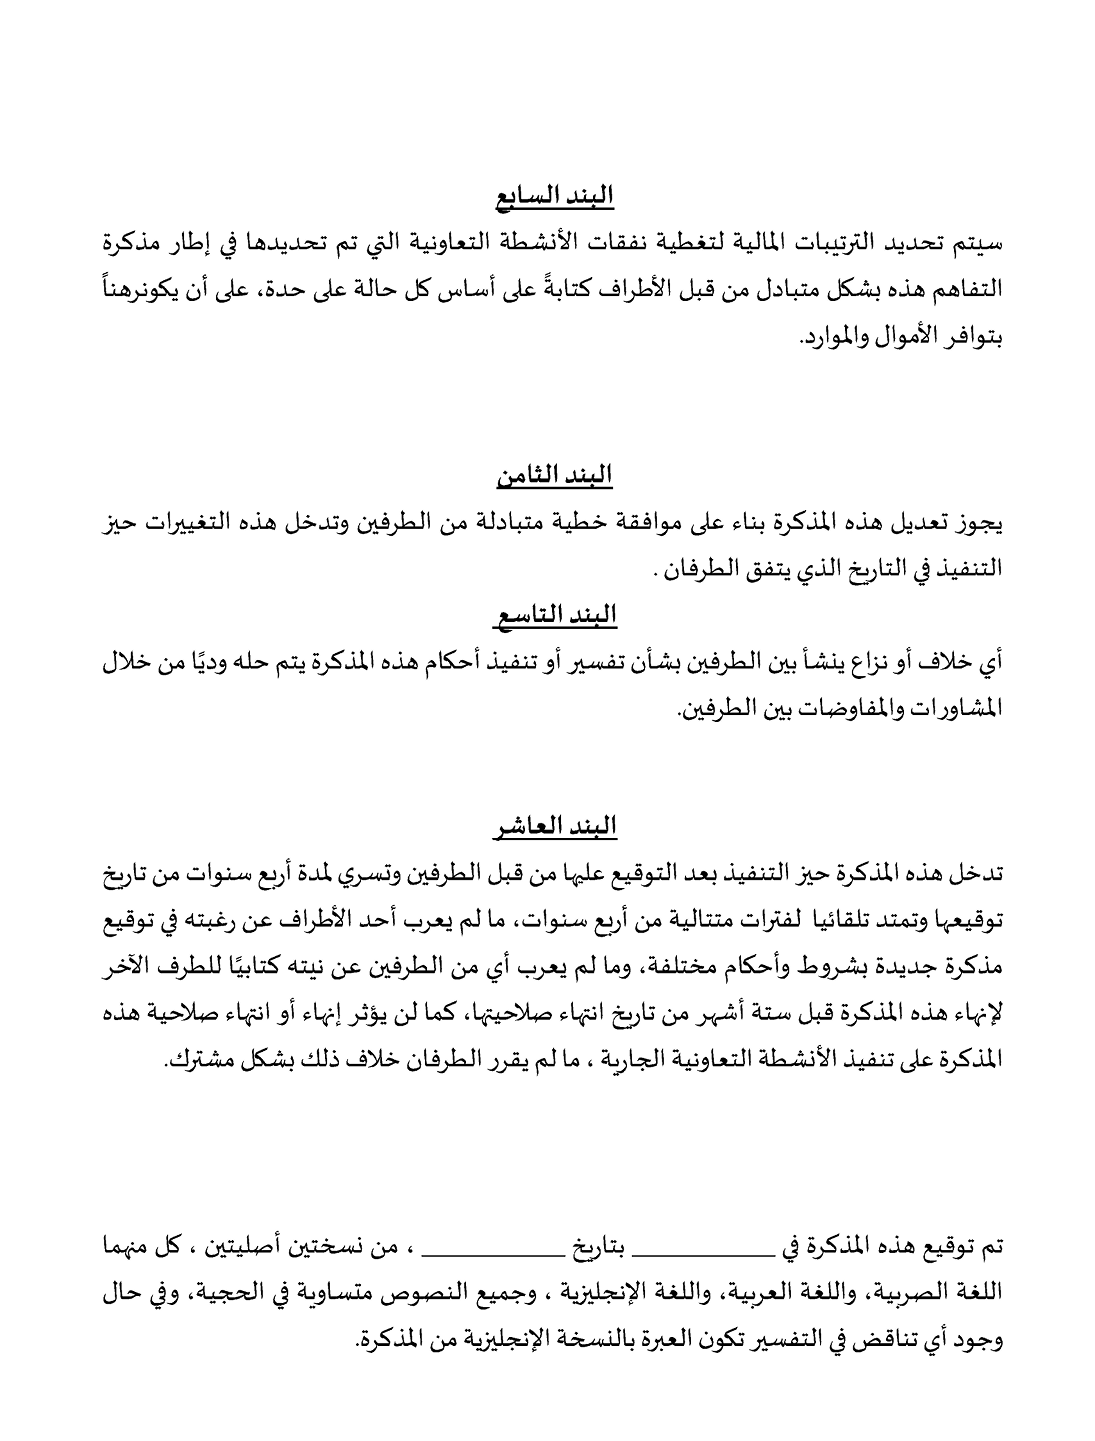 البند السابع
سيتم تحديد الترتيبات المالية لتغطية نفقات الأنشطة التعاونية التي تم تحديدها في إطار مذكرة
التفاهم هذه بشكل متبادل من قبل الأطراف كتابةً على أساس كل حالة على حدة، على أن يكونرهناً
بتوافر الأموال والموارد.
البند الثامن
يجوز تعديل هذه المذكرة بناء على موافقة خطية متبادلة من الطرفين وتدخل هذه التغييرات حيز
التنفيذ في التاريخ الذي يتفق الطرفان .
البند التاسع
أي خلاف أو نزاع ينشأ بين الطرفين بشأن تفسير أو تنفيذ أحكام هذه المذكرة يتم حله وديًا من خلال
المشاورات والمفاوضات بين الطرفين.
البند العاشر
تدخل هذه المذكرة حيز التنفيذ بعد التوقيع عليها من قبل الطرفين وتسري لمدة أربع سنوات من تاريخ
توقيعها وتمتد تلقائيا لفترات متتالية من أربع سنوات، ما لم يعرب أحد الأطراف عن رغبته في توقيع
مذكرة جديدة بشروط وأحكام مختلفة، وما لم يعرب أي من الطرفين عن نيته كتابيًا للطرف الآخر
لإنهاء هذه المذكرة قبل ستة أشهر من تاريخ انتهاء صلاحيتها، كما لن يؤثر إنهاء أو انتهاء صلاحية هذه
المذكرة على تنفيذ الأنشطة التعاونية الجارية ، ما لم يقرر الطرفان خلاف ذلك بشكل مشترك.
تم توقيع هذه المذكرة في ___________ بتاريخ ___________ ، من نسختين أصليتين ، كل منهما
اللغة الصربية، واللغة العربية، واللغة الإنجليزية ، وجميع النصوص متساوية في الحجية، وفي حال
وجود أي تناقض في التفسير تكون العبرة بالنسخة الإنجليزية من المذكرة.